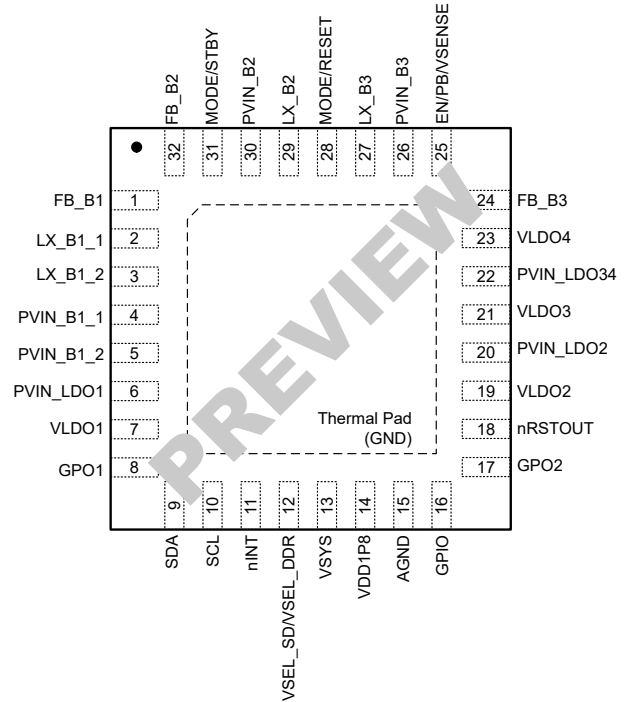 FB_B2
MODE/STBY
PVIN_B2
LX_B2
MODE/RESET
LX_B3
PVIN_B3
EN/PB/VSENSE
32
31
30
29
28
27
26
25
FB_B1 1
LX_B1_1 2
LX_B1_2 3
PVIN_B1_1 4
PVIN_B1_2 5
PVIN_LDO1 6
VLDO1 7
GPO1 8
24 FB_B3
23 VLDO4
22 PVIN_LDO34
21 VLDO3
20 PVIN_LDO2
19 VLDO2
18 nRSTOUT
17 GPO2
PREVIEW
Thermal Pad
(GND)
9
10
11
12
13
14
15
16
SDA
SCL
nINT
VSEL_SD/VSEL_DDR
VSYS
VDD1P8
AGND
GPIO